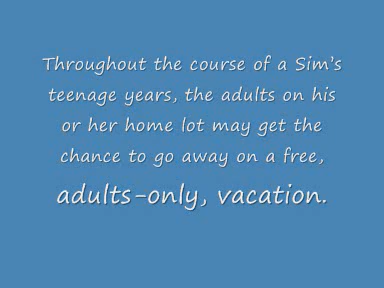 Throughout the course of a Sim's
teenage years, the adults on his
or her home lot may get the
chance to go away on a free,
adults-only, vacation.